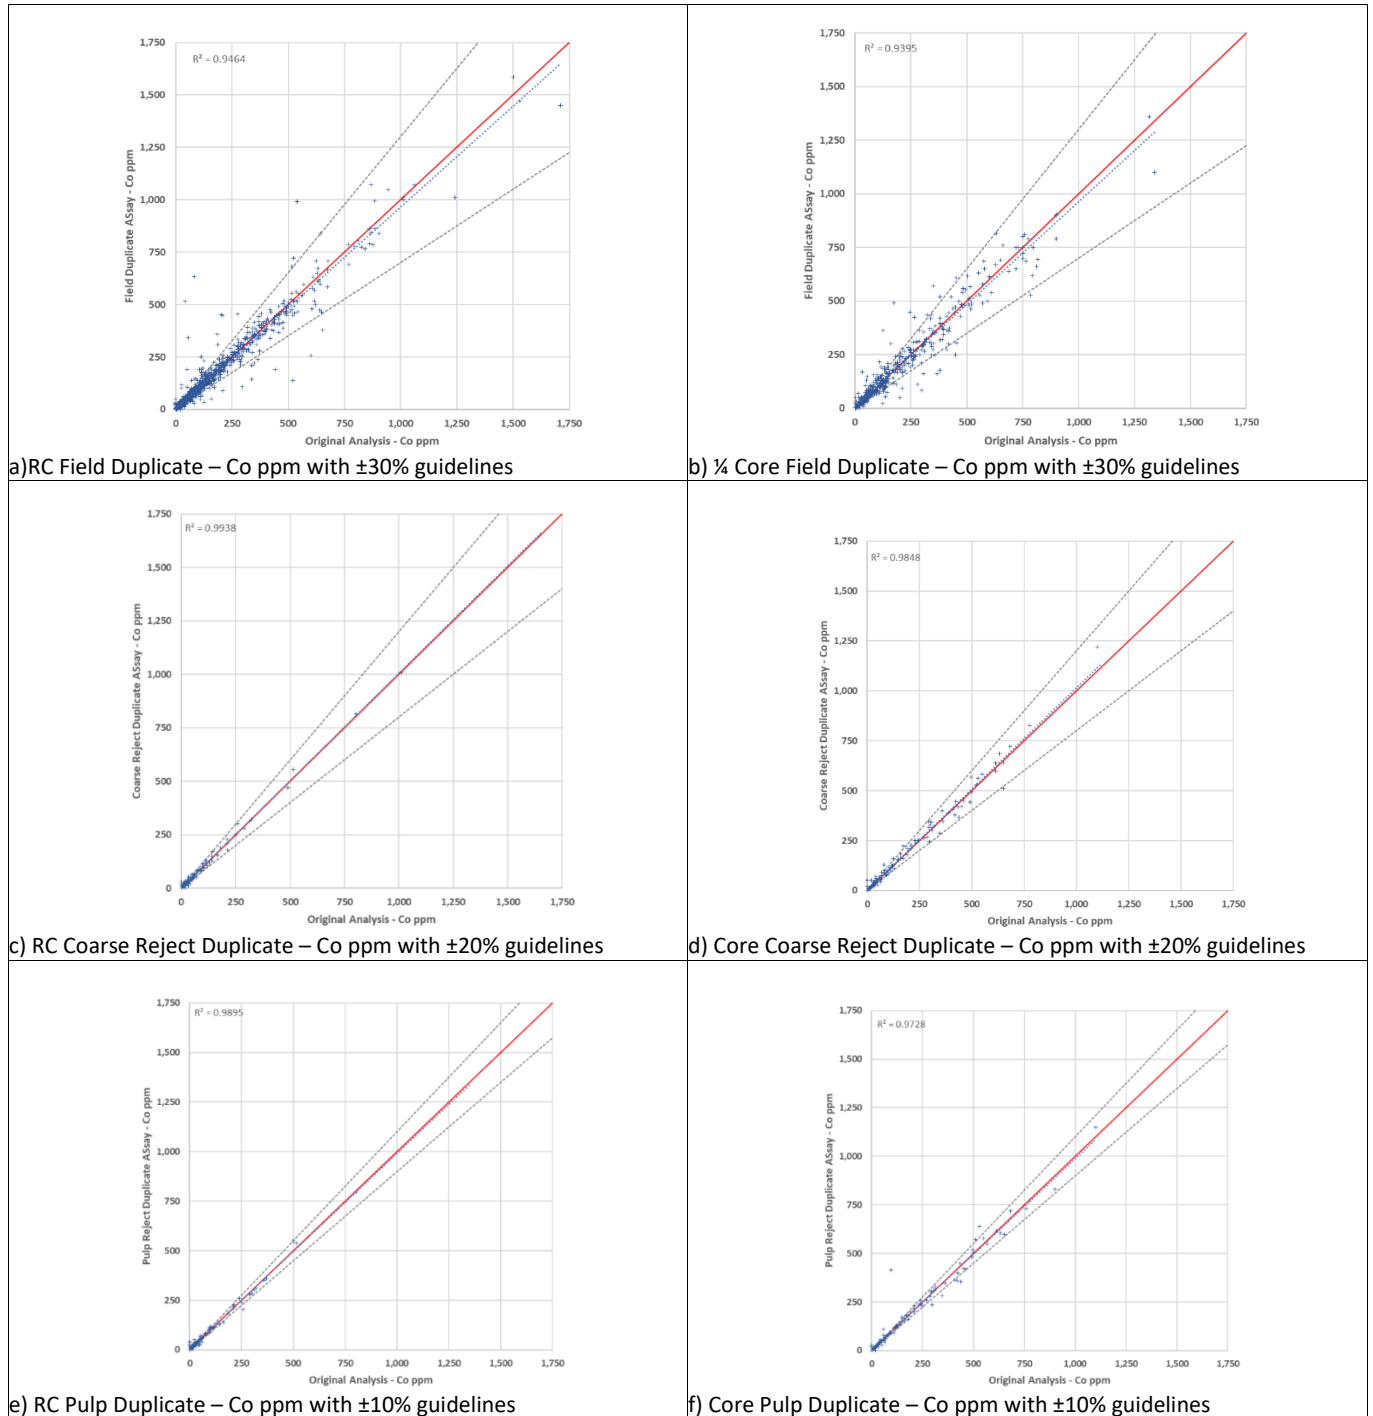 1,750
1,500
1,250
1,000
750
500
250
0
R² = 0.9464
Field Duplicate ASsay - Co ppm
0 250 500 750 1,000 1,250 1,500 1,750
Original Analysis - Co ppm
a)RC Field Duplicate – Co ppm with ±30% guidelines
1,750
1,500
1,250
1,000
750
500
250
0
R² = 0.9395
Field Duplicate ASsay - Co ppm
0 250 500 750 1,000 1,250 1,500 1,750
Original Analysis - Co ppm
b) ¼ Core Field Duplicate – Co ppm with ±30% guidelines
1,750
1,500
1,250
1,000
750
500
250
0
R² = 0.9938
Coarse Reject Duplicate ASsay - Co ppm
0 250 500 750 1,000 1,250 1,500 1,750
Original Analysis - Co ppm
c) RC Coarse Reject Duplicate – Co ppm with ±20% guidelines
1,750
1,500
1,250
1,000
750
500
250
0
R² = 0.9848
Coarse Reject Duplicate ASsay - Co ppm
0 250 500 750 1,000 1,250 1,500 1,750
Original Analysis - Co ppm
d) Core Coarse Reject Duplicate – Co ppm with ±20% guidelines
1,750
1,500
1,250
1,000
750
500
250
0
R² = 0.9895
Pulp Reject Duplicate ASsay - Co ppm
0 250 500 750 1,000 1,250 1,500 1,750
Original Analysis - Co ppm
e) RC Pulp Duplicate – Co ppm with ±10% guidelines
1,750
1,500
1,250
1,000
750
500
250
0
R² = 0.9728
Pulp Reject Duplicate ASsay - Co ppm
0 250 500 750 1,000 1,250 1,500 1,750
Original Analysis - Co ppm
f) Core Pulp Duplicate – Co ppm with ±10% guidelines